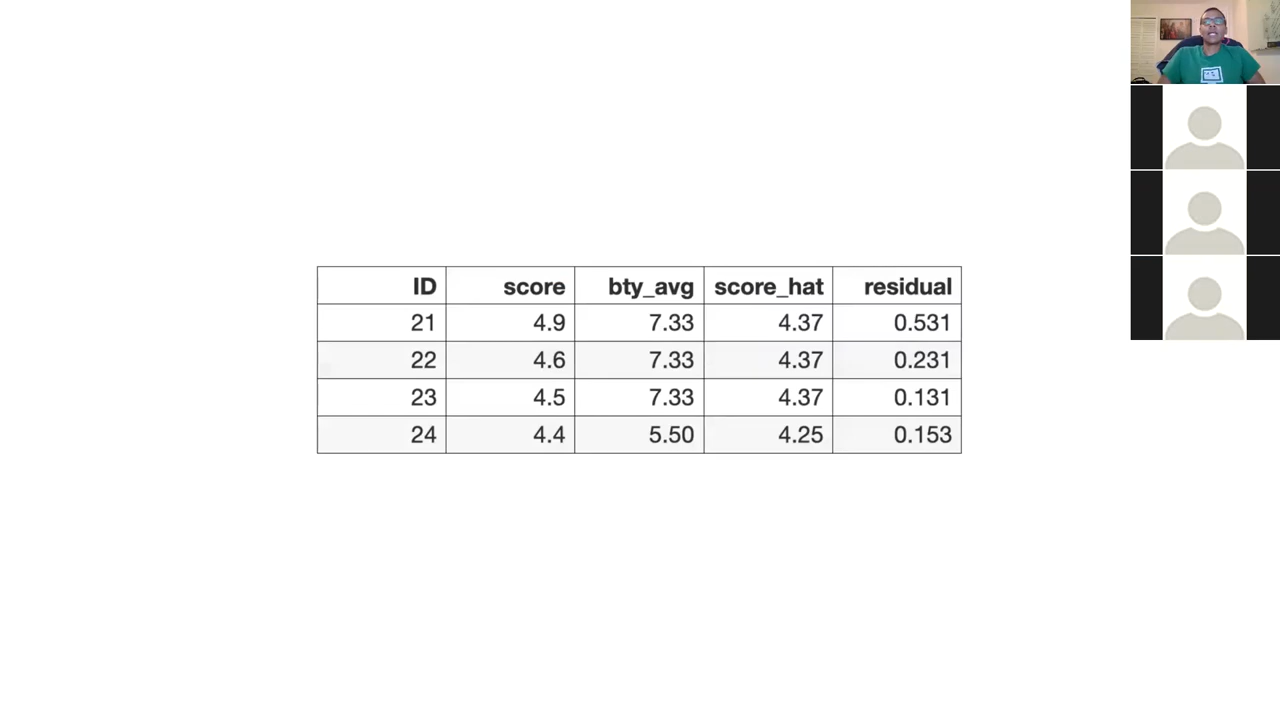 ID score bty_avg score_hat residual
21 4.9 7.33 4.37 0.531
22 4.6 7.33 4.37 0.231
23 4.5 7.33 4.37 0.131
24 4.4 5.50 4.25 0.153